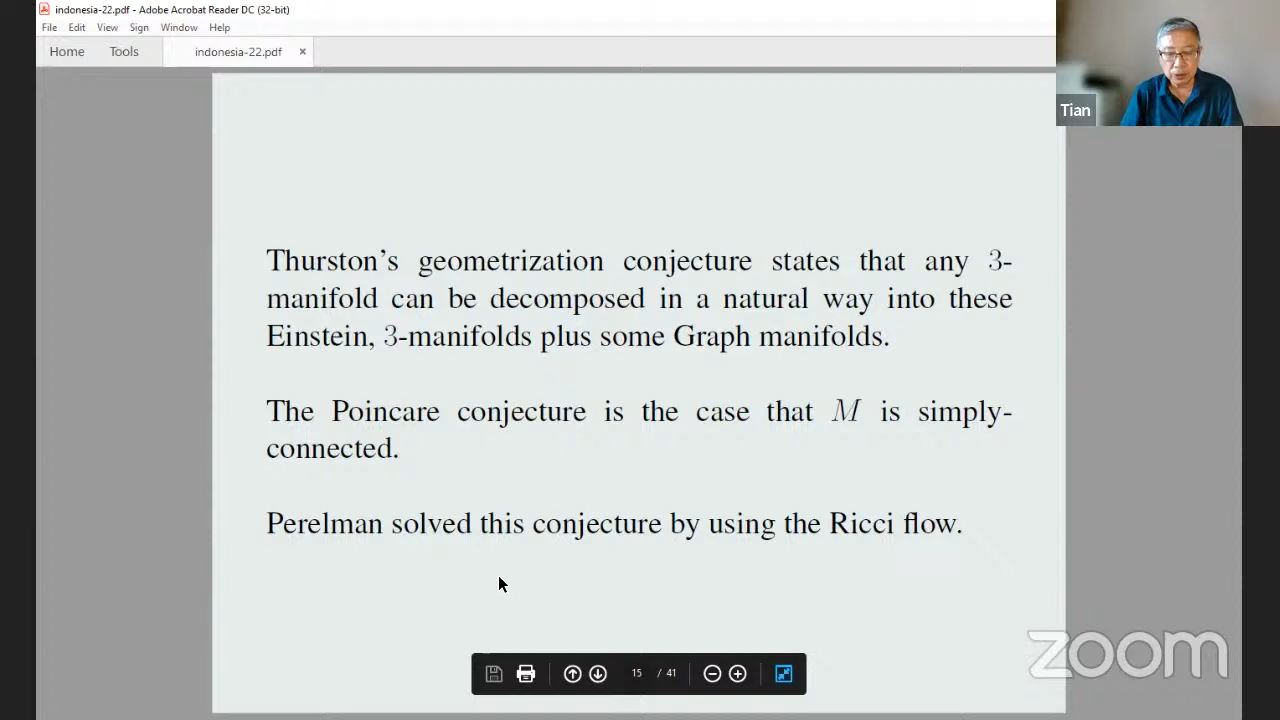 indonesia-22.pdf - Adobe Acrobat Reader DC (32-bit)
File Edit View Sign Window Help
Home Tools indonesia-22.pdf ×
Tian
Thurston's geometrization conjecture states that any 3-
manifold can be decomposed in a natural way into these
Einstein, 3-manifolds plus some Graph manifolds.
The Poincare conjecture is the case that M is simply-
connected.
Perelman solved this conjecture by using the Ricci flow.
15 / 41
zoom